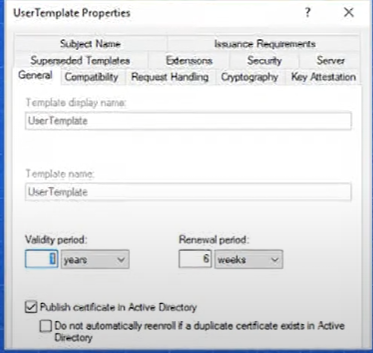 UserTemplate Properties
? X
Subject Name Issuance Requirements
Superseded Templates Extensions Security Server
General Compatibility Request Handling Cryptography Key Attestation
Template display name:
UserTemplate
Template name:
UserTemplate
Validity period: Renewal period:
1 years 6 weeks
Publish certificate in Active Directory
Do not automatically reenroll if a duplicate certificate exists in Active
Directory